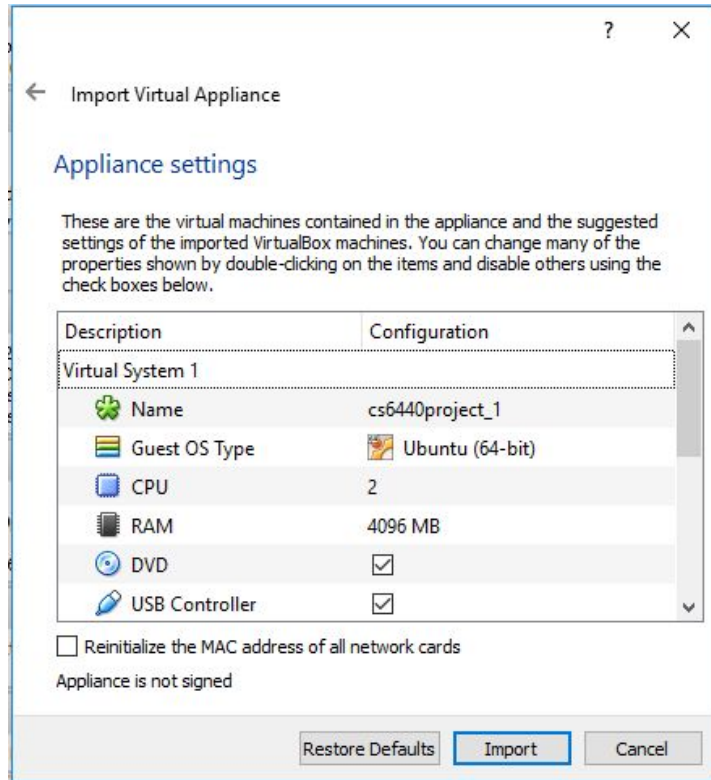 ?
Import Virtual Appliance
Appliance settings
These are the virtual machines contained in the appliance and the suggested
settings of the imported VirtualBox machines. You can change many of the
properties shown by double-clicking on the items and disable others using the
check boxes below.
Description Configuration
Virtual System 1
Name cs6440project_1
Guest OS Type Ubuntu (64-bit)
CPU 2
RAM 4096 MB
DVD
USB Controller
Reinitialize the MAC address of all network cards
Appliance is not signed
Restore Defaults Import Cancel